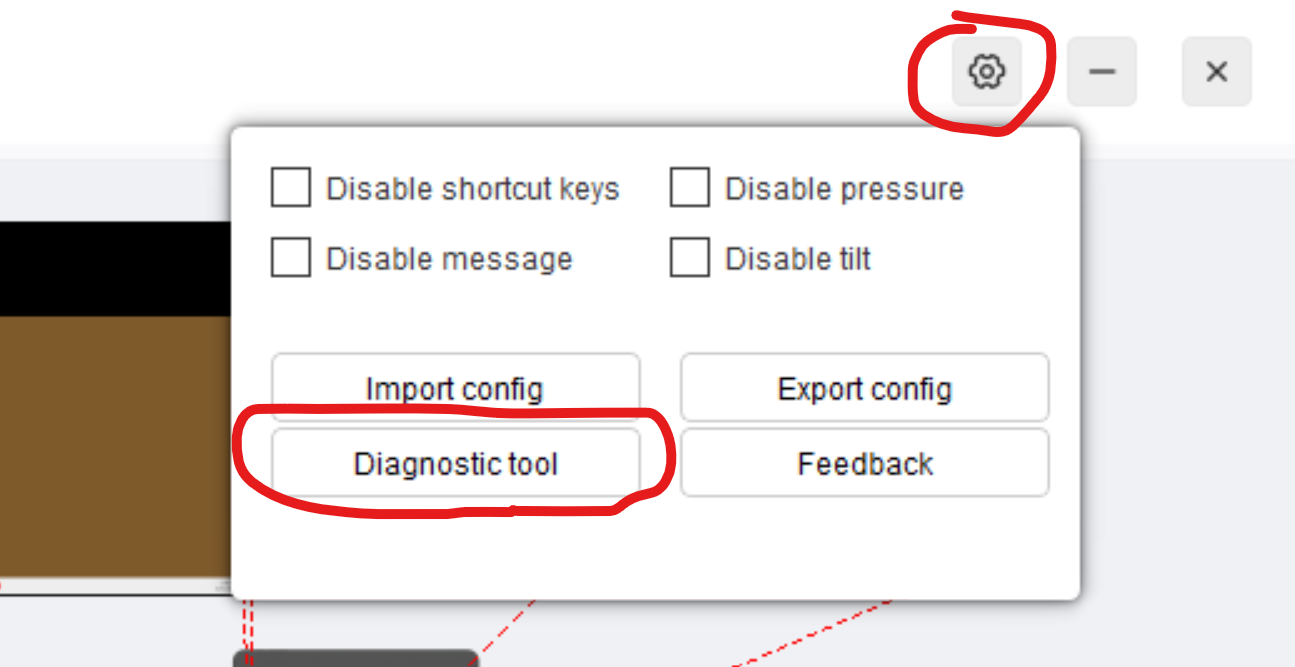 Disable shortcut keys Disable pressure
Disable message Disable tilt
Import config Export config
Diagnostic tool Feedback